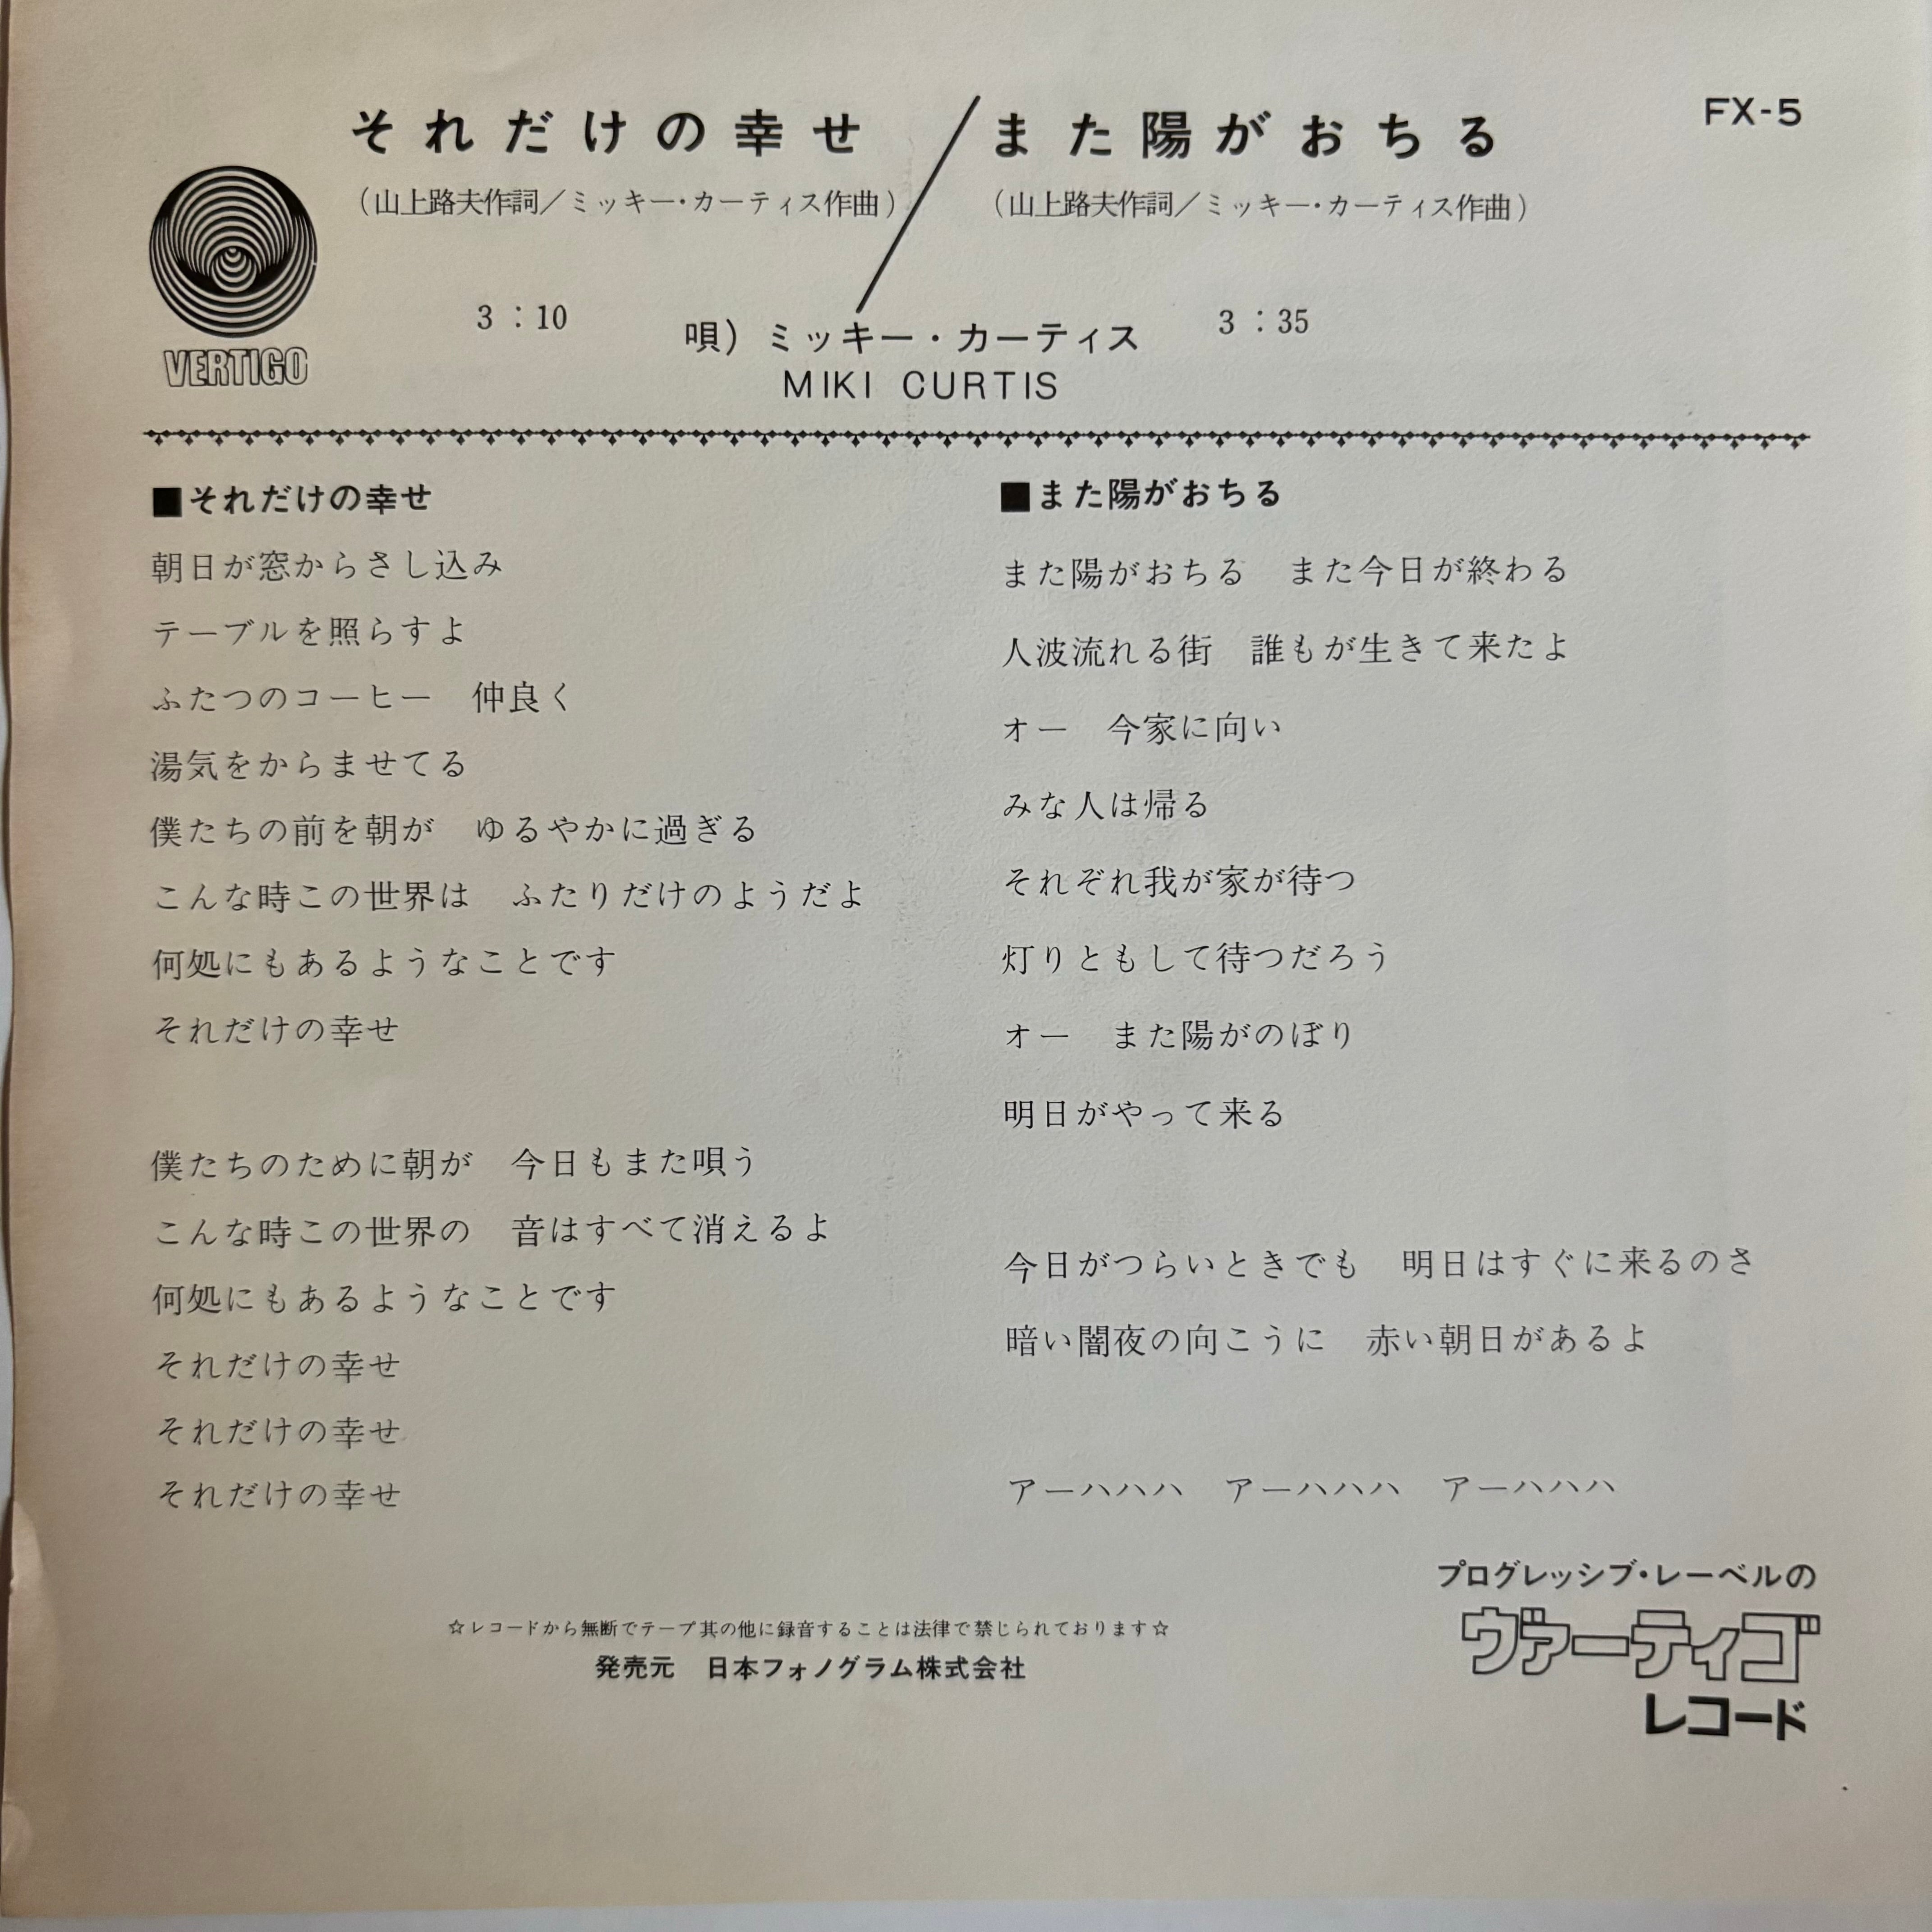 FX-5
それだけの幸せ／また陽がおちる
（山上路夫作詞／ミッキー・カーティス作曲）
（山上路夫作詞／ミッキー・カーティス作曲）
3：10
3：35
唄）ミッキー・カーティス
MIKI CURTIS
VERTIGO
■それだけの幸せ
朝日が窓からさし込み
テーブルを照らすよ
ふたつのコーヒー　仲良く
湯気をからませてる
僕たちの前を朝が　ゆるやかに過ぎる
こんな時この世界は　ふたりだけのようだよ
何処にもあるようなことです
それだけの幸せ
僕たちのために朝が　今日もまた唄う
こんな時この世界の　音はすべて消えるよ
何処にもあるようなことです
それだけの幸せ
それだけの幸せ
それだけの幸せ
■また陽がおちる
また陽がおちる　また今日が終わる
人波流れる街　誰もが生きて来たよ
オー　今家に向い
みな人は帰る
それぞれ我が家が待つ
灯りともして待つだろう
オー　また陽がのぼり
明日がやって来る
今日がつらいときでも　明日はすぐに来るのさ
暗い闇夜の向こうに　赤い朝日があるよ
アーハハハ　アーハハハ　アーハハハ
☆レコードから無断でテープ其の他に録音することは法律で禁じられております☆
発売元　日本フォノグラム株式会社
プログレッシブ・レーベルの
ヴァーティゴ
レコード